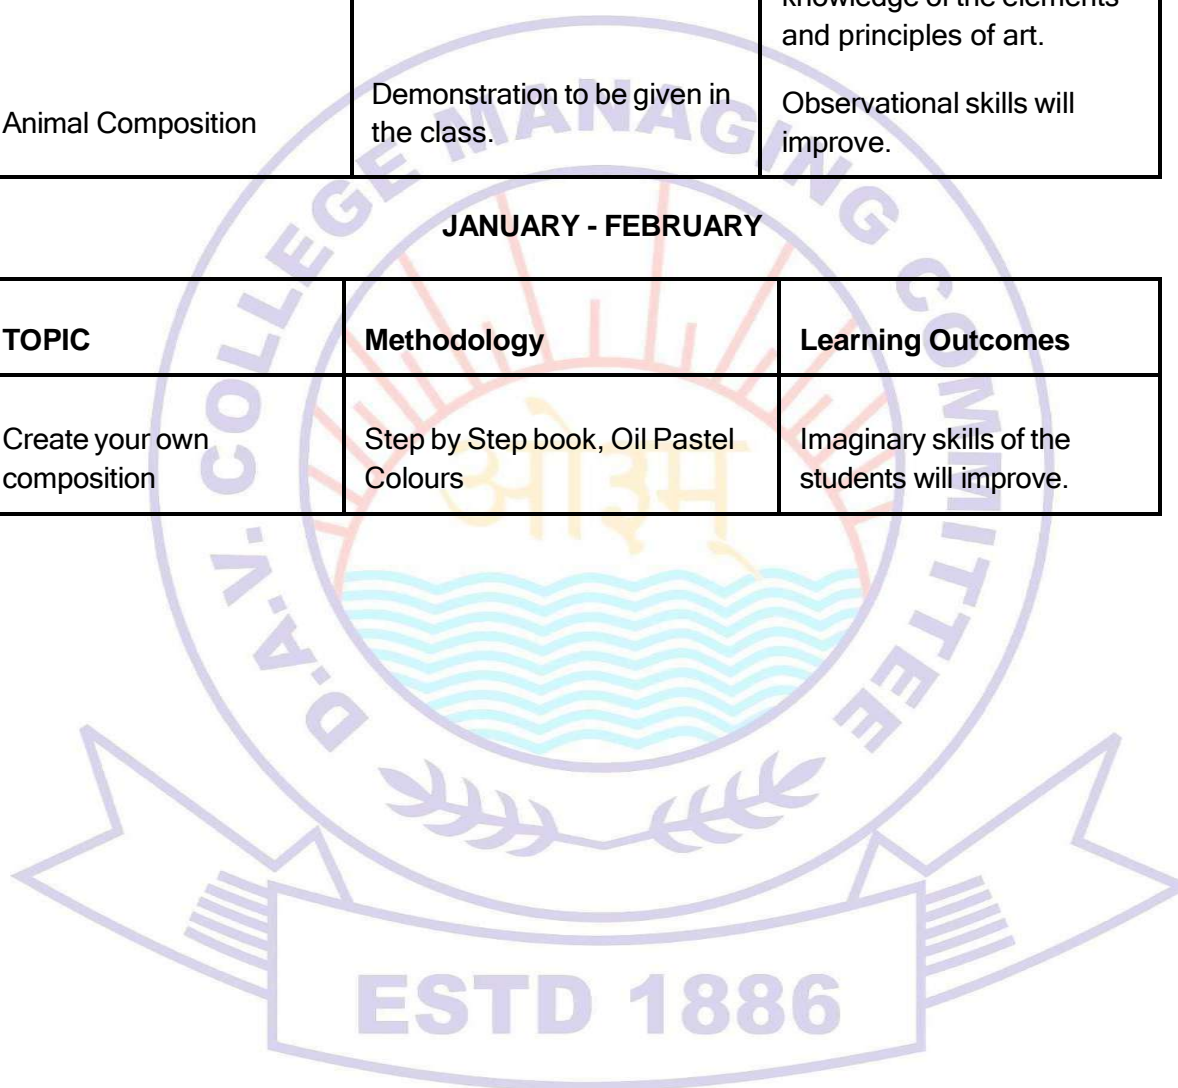 knowledge of the elements
and principles of art.
Animal Composition
Demonstration to be given in
the class.
Observational skills will
improve.
JANUARY - FEBRUARY
TOPIC
Methodology
Learning Outcomes
Create your own
composition
Step by Step book, Oil Pastel
Colours
Imaginary skills of the
students will improve.
D.A.V. COLLEGE MANAGING COMMITTEE
ओ३म्
ESTD 1886